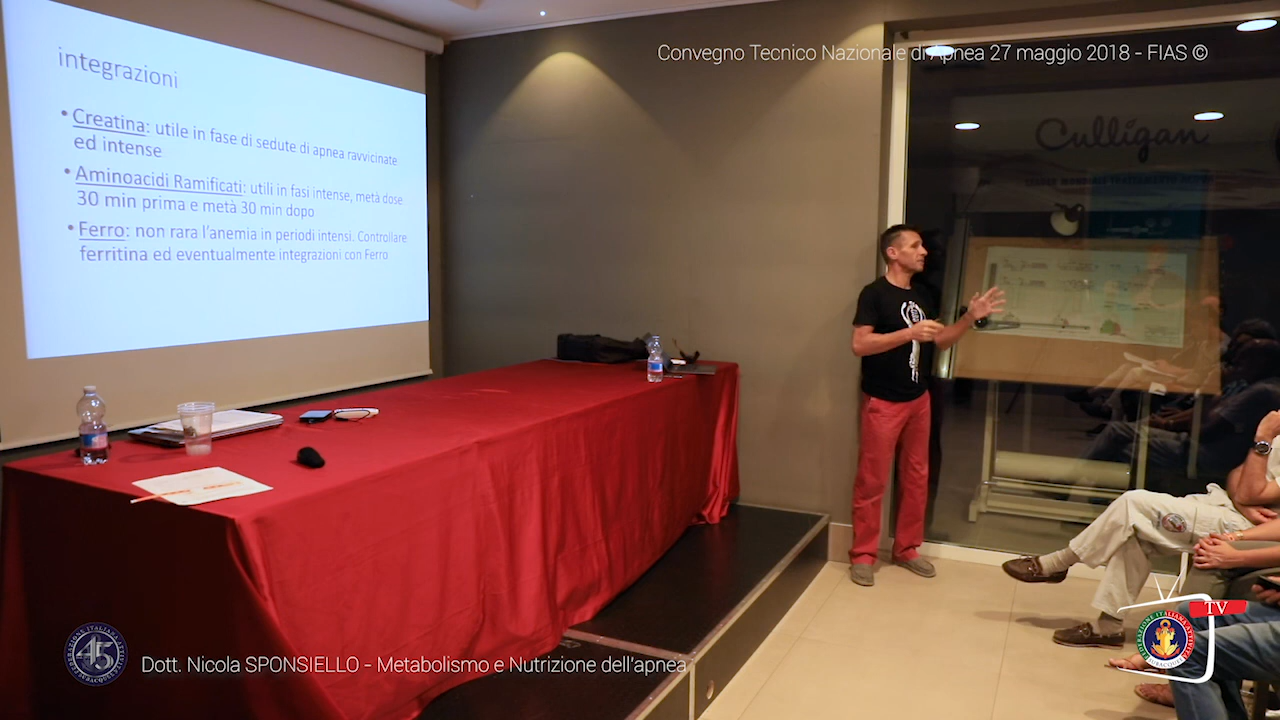 Convegno Tecnico Nazionale di Apnea 27 maggio 2018 - FIAS ©
integrazioni
• Creatina: utile in fase di sedute di apnea ravvicinate
ed intense
• Aminoacidi Ramificati: utili in fasi intense, metà dose
30 min prima e metà 30 min dopo
• Ferro: non rara l'anemia in periodi intensi. Controllare
ferritina ed eventualmente integrazioni con Ferro
Culligan
45
Dott. Nicola SPONSIELLO - Metabolismo e Nutrizione dell'apnea
TV